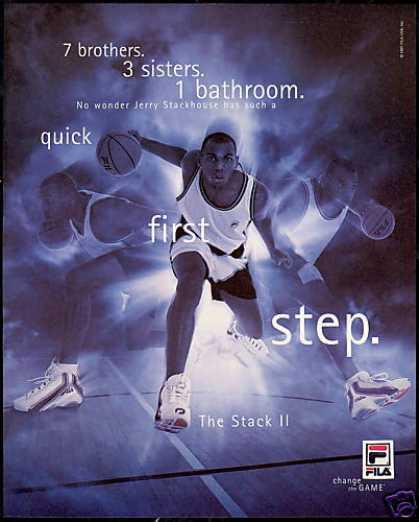 7 brothers.
3 sisters.
1 bathroom.
No wonder Jerry Stackhouse has such a
quick
first
step.
The Stack II
FILA
change
the GAME